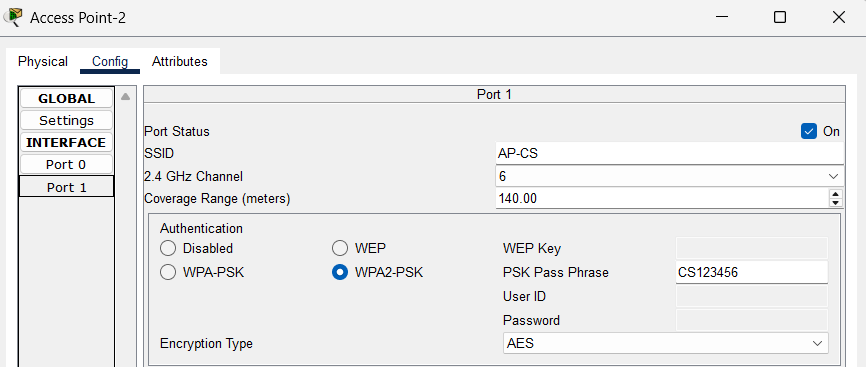 Access Point-2
Physical Config Attributes
GLOBAL
Settings
INTERFACE
Port 0
Port 1
Port 1
Port Status On
SSID AP-CS
2.4 GHz Channel 6
Coverage Range (meters) 140.00
Authentication
Disabled WEP WEP Key
WPA-PSK WPA2-PSK PSK Pass Phrase CS123456
User ID
Password
Encryption Type AES